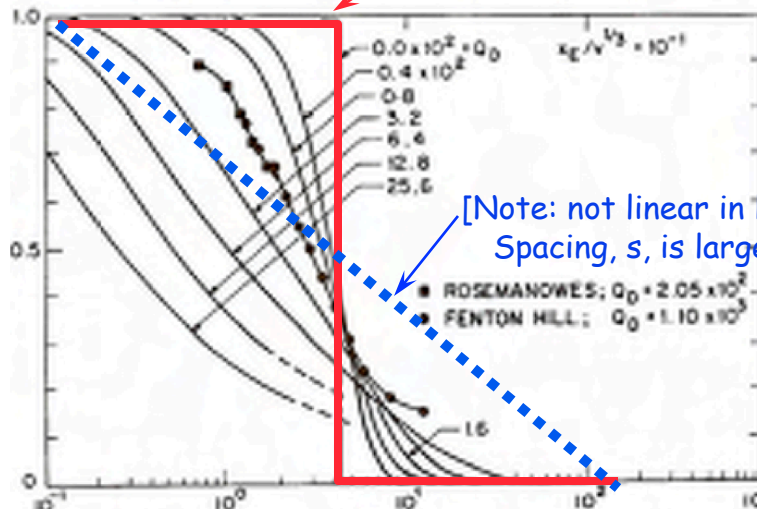 1.0
0.5
0
0.0 x 10² = Q_D
0.4 x 10²
0.8
3.2
6.4
12.8
25.6
x_E/v^1/3 = 10⁻¹
[Note: not linear in
Spacing, s, is large
ROSEMANOWES; Q_D = 2.05 x 10²
FENTON HILL; Q_D = 1.10 x 10³
1.6
10⁻¹
10⁰
10¹
10²